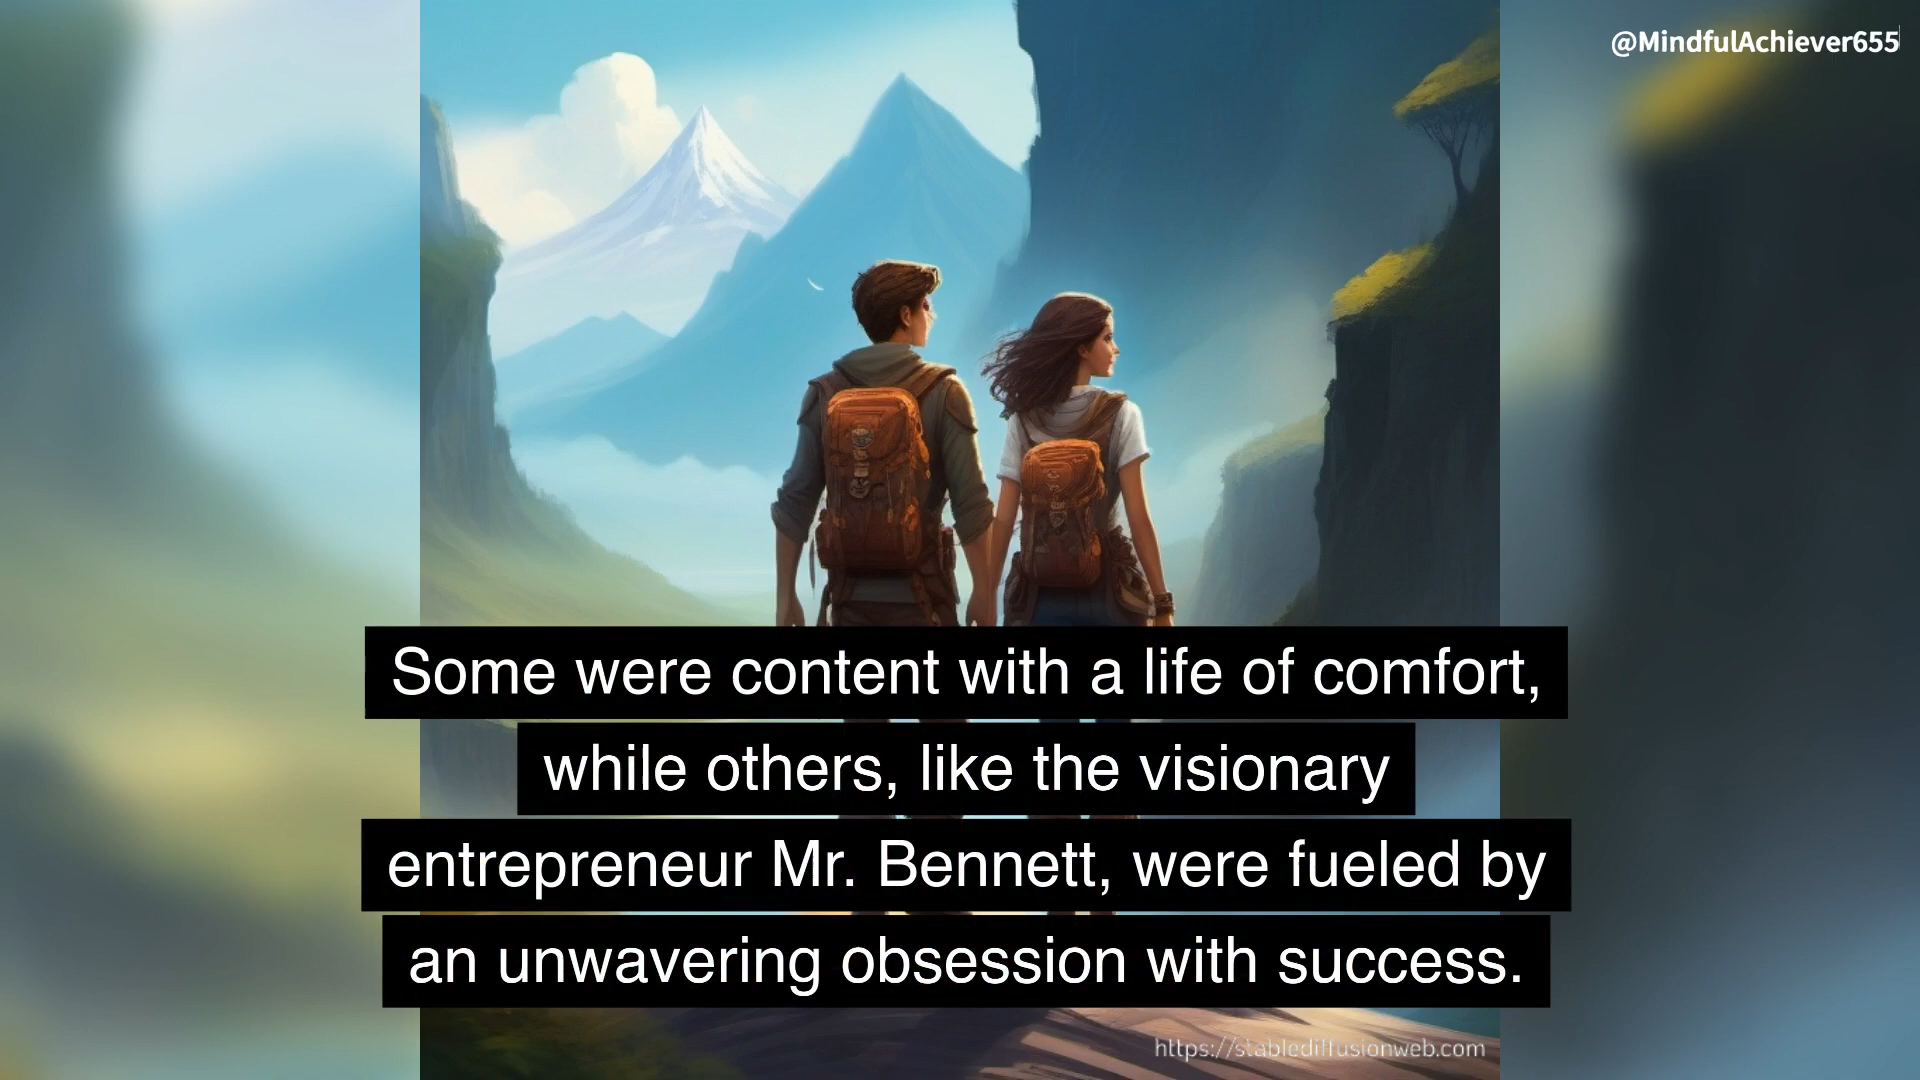 @MindfulAchiever655
Some were content with a life of comfort,
while others, like the visionary
entrepreneur Mr. Bennett, were fueled by
an unwavering obsession with success.
https://stablediffusionweb.com